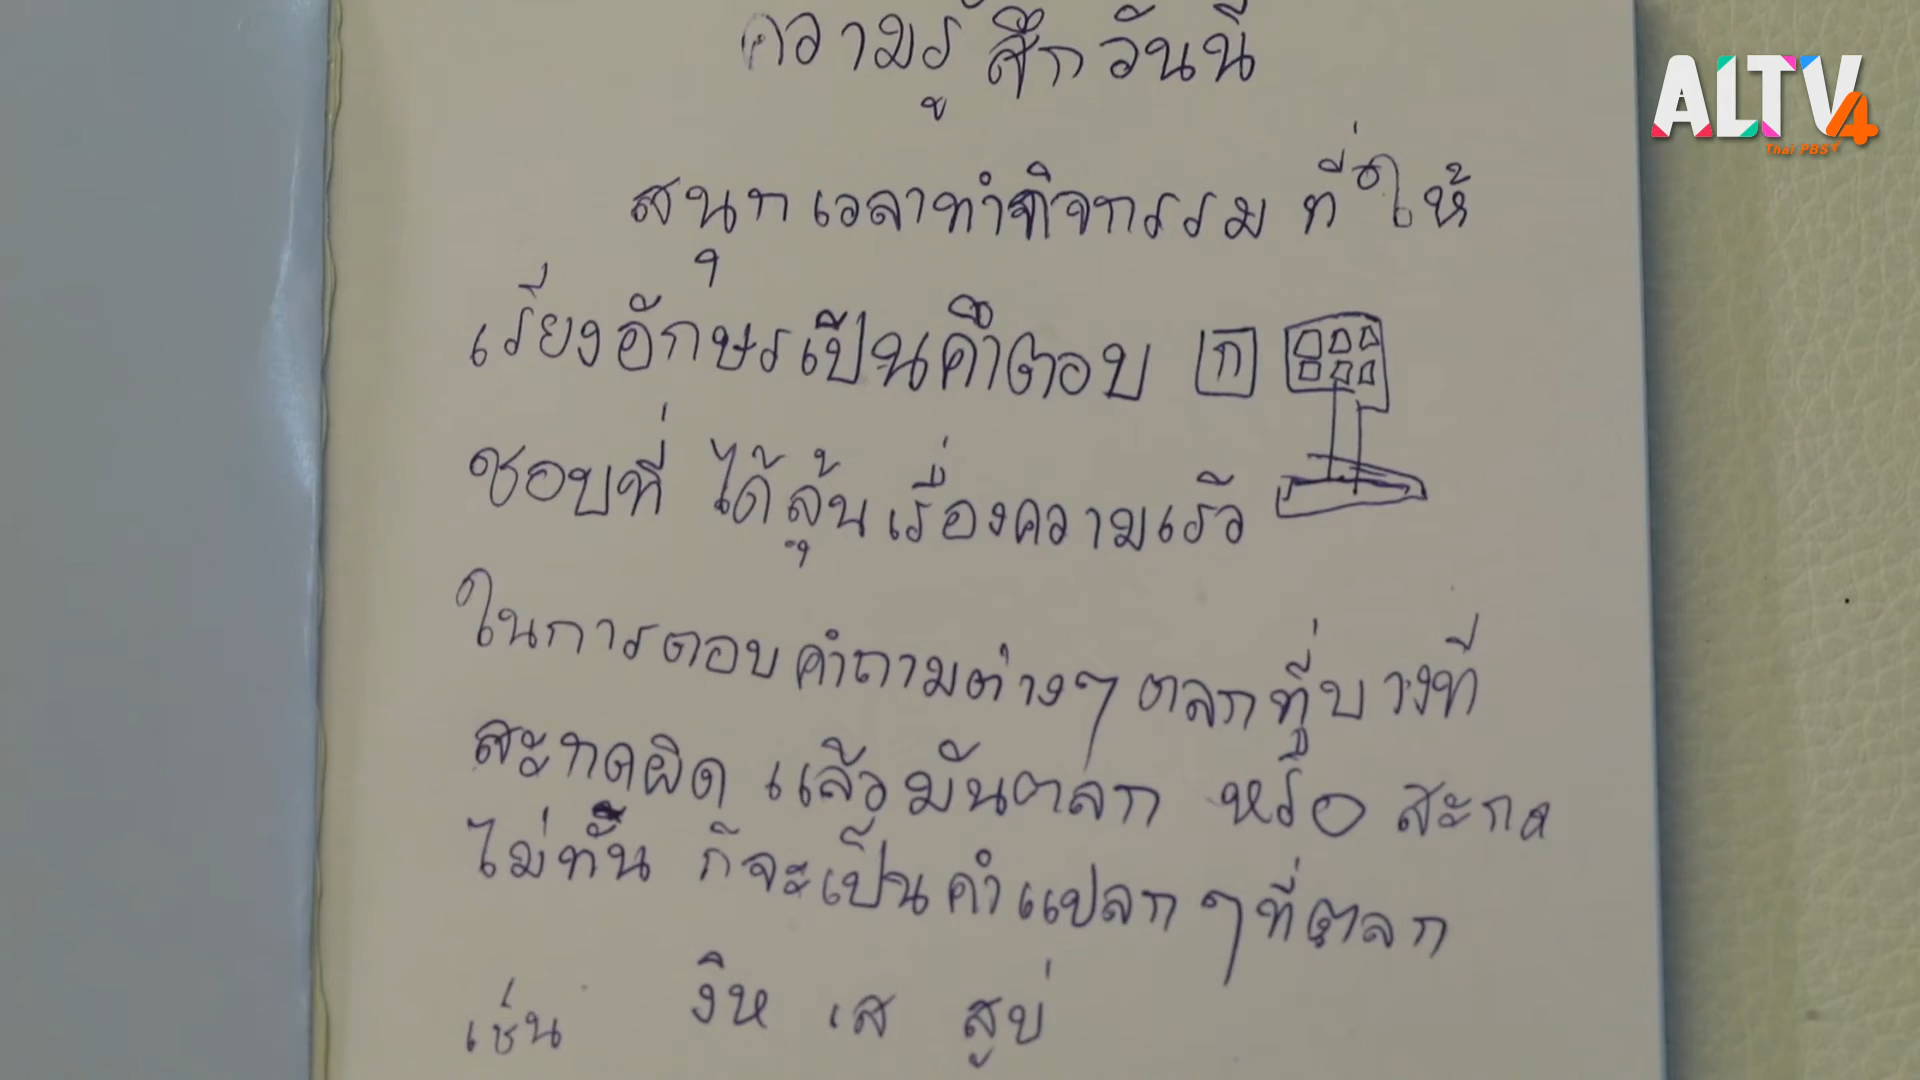 ความรู้สึกวันนี้
สนุกเวลาทำกิจกรรม ที่ให้
เรียงอักษรเป็นคำตอบ ก
ชอบที่ ได้ลุ้นเรื่องความเร็ว
ในการตอบคำถามต่างๆ ตลกที่บางที
สะกดผิด แล้วมันตลก หรือ สะกด
ไม่ทัน ก็จะเป็นคำแปลกๆ ที่ตลก
เช่น งิห เส สูบ่
ALTV4
Thai PBS